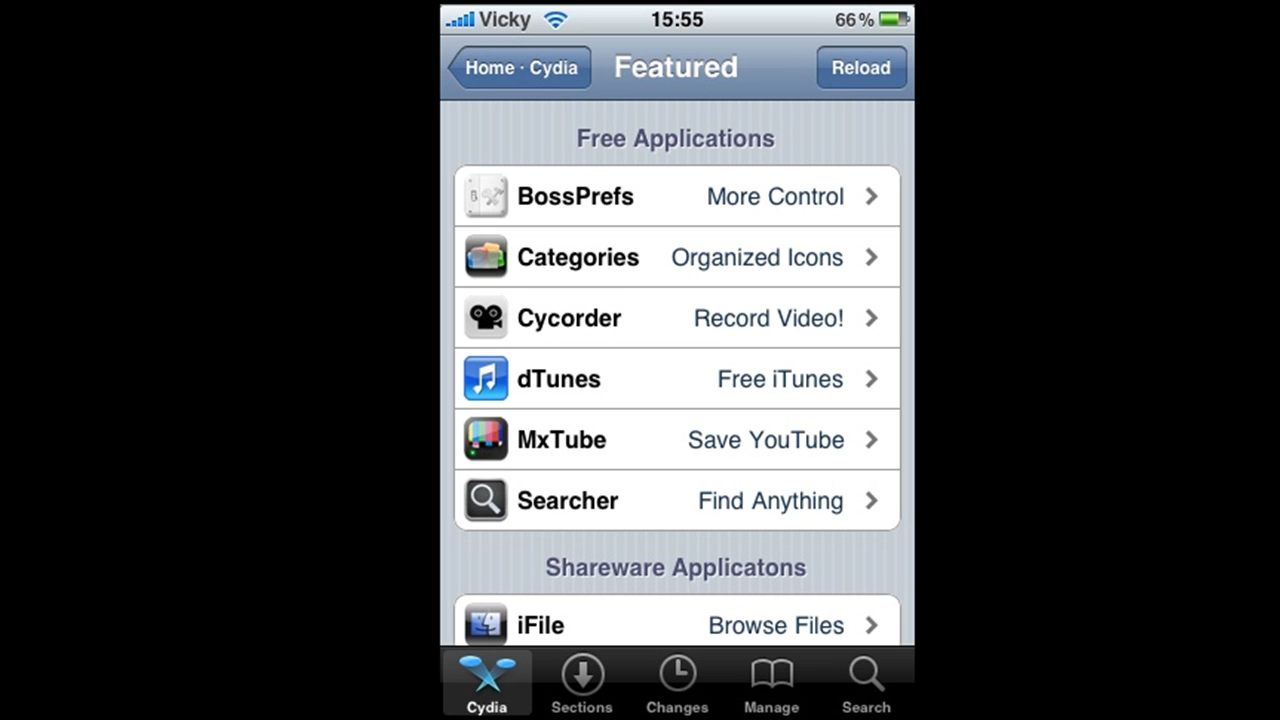 Vicky 15:55 66%
Home · Cydia Featured Reload
Free Applications
BossPrefs More Control
Categories Organized Icons
Cycorder Record Video!
dTunes Free iTunes
MxTube Save YouTube
Searcher Find Anything
Shareware Applicatons
iFile Browse Files
Cydia Sections Changes Manage Search